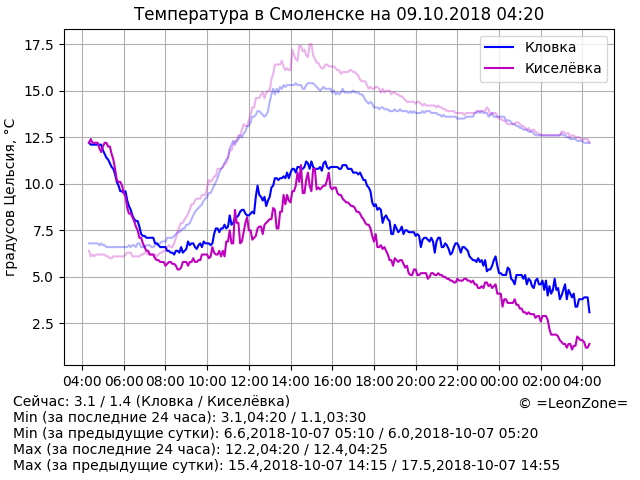 Температура в Смоленске на 09.10.2018 04:20
градусов Цельсия, °C
17.5
15.0
12.5
10.0
7.5
5.0
2.5
Кловка
Киселёвка
04:00 06:00 08:00 10:00 12:00 14:00 16:00 18:00 20:00 22:00 00:00 02:00 04:00
Сейчас: 3.1 / 1.4 (Кловка / Киселёвка)
© =LeonZone=
Min (за последние 24 часа): 3.1,04:20 / 1.1,03:30
Min (за предыдущие сутки): 6.6,2018-10-07 05:10 / 6.0,2018-10-07 05:20
Max (за последние 24 часа): 12.2,04:20 / 12.4,04:25
Max (за предыдущие сутки): 15.4,2018-10-07 14:15 / 17.5,2018-10-07 14:55